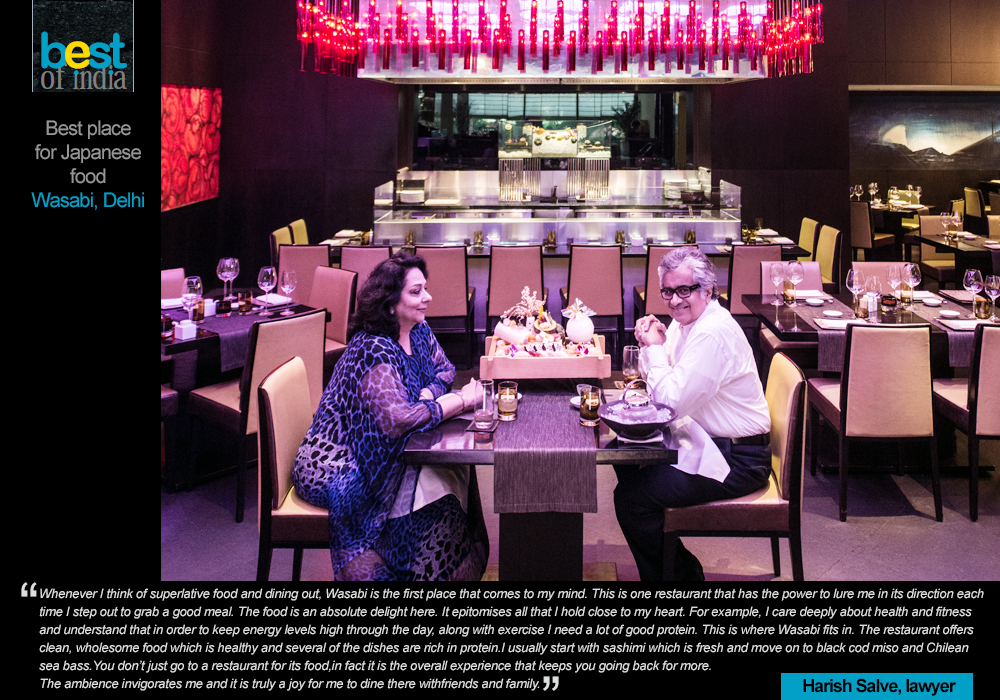 best
of india
Best place
for Japanese
food
Wasabi, Delhi
“Whenever I think of superlative food and dining out, Wasabi is the first place that comes to my mind. This is one restaurant that has the power to lure me in its direction each
time I step out to grab a good meal. The food is an absolute delight here. It epitomises all that I hold close to my heart. For example, I care deeply about health and fitness
and understand that in order to keep energy levels high through the day, along with exercise I need a lot of good protein. This is where Wasabi fits in. The restaurant offers
clean, wholesome food which is healthy and several of the dishes are rich in protein.I usually start with sashimi which is fresh and move on to black cod miso and Chilean
sea bass.You don’t just go to a restaurant for its food,in fact it is the overall experience that keeps you going back for more.
The ambience invigorates me and it is truly a joy for me to dine there withfriends and family.”
Harish Salve, lawyer